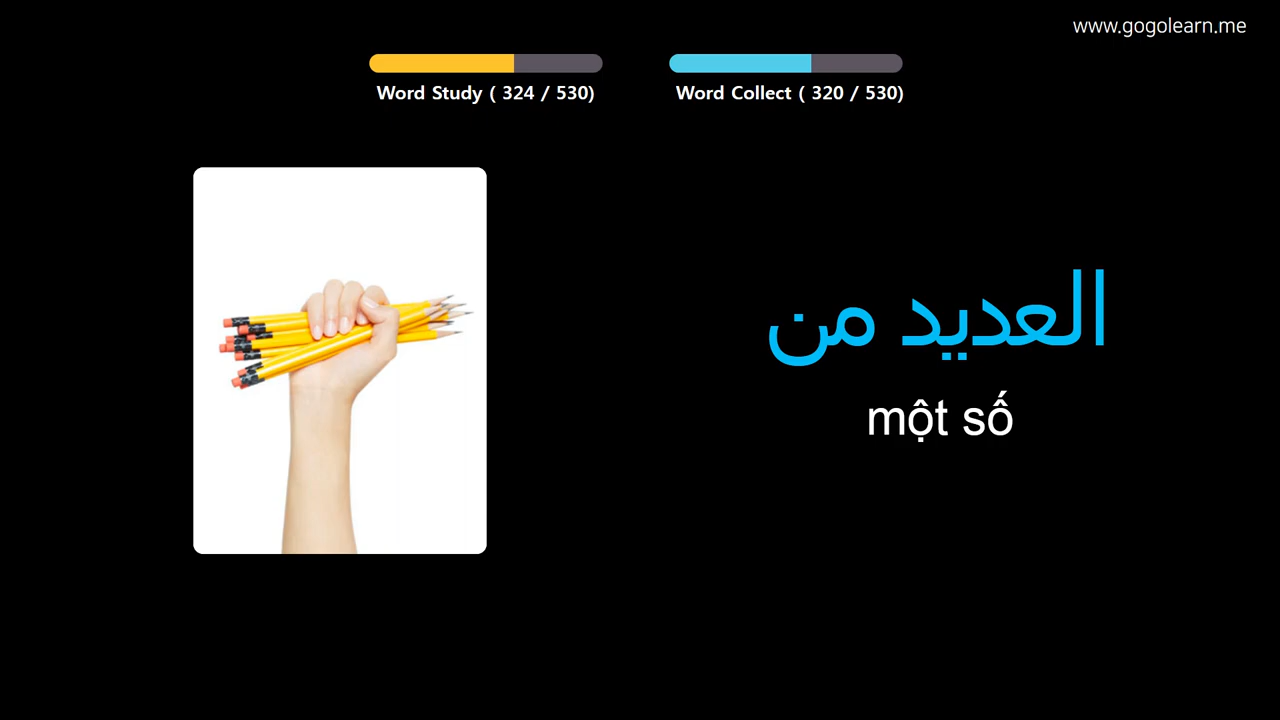 www.gogolearn.me
Word Study ( 324 / 530)
Word Collect ( 320 / 530)
العديد من
một số